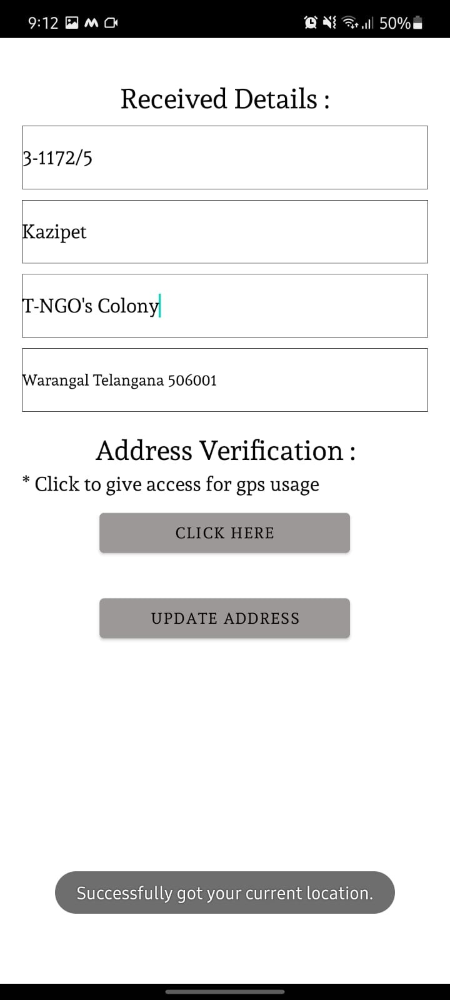 9:12
50%
Received Details :
3-1172/5
Kazipet
T-NGO's Colony
Warangal Telangana 506001
Address Verification :
* Click to give access for gps usage
CLICK HERE
UPDATE ADDRESS
Successfully got your current location.